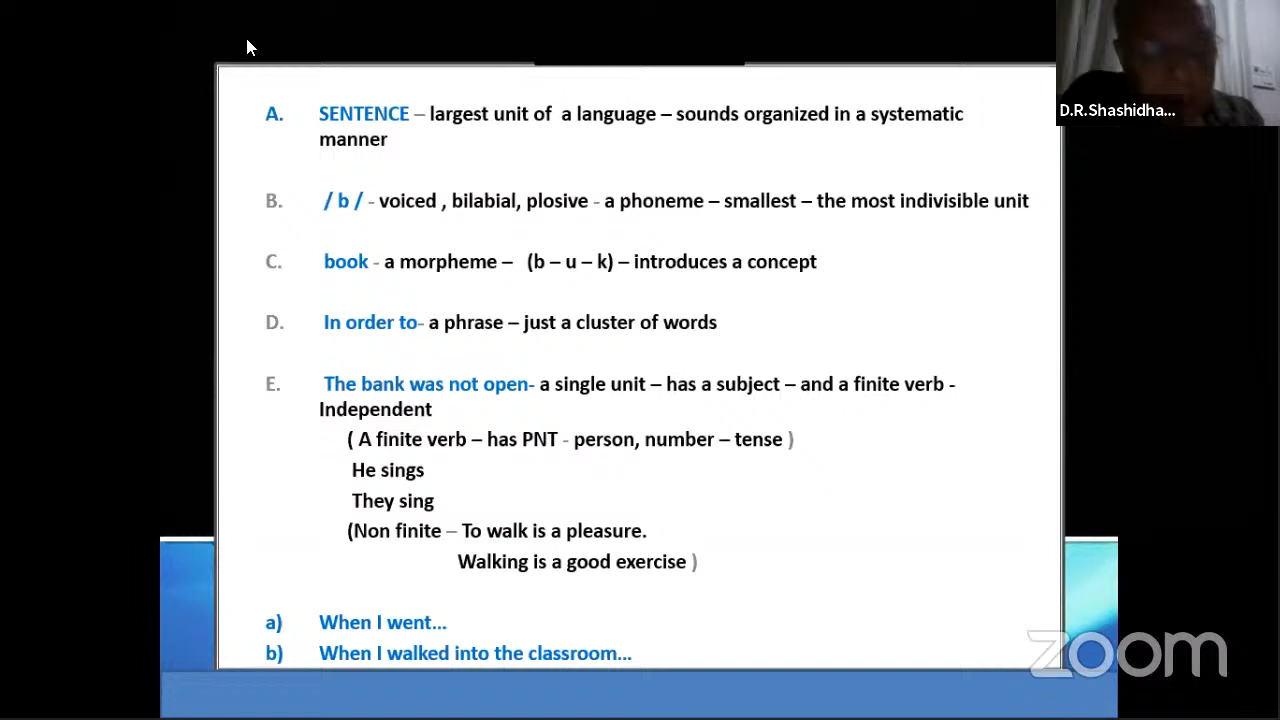 D.R.Shashidha...
A. SENTENCE – largest unit of a language – sounds organized in a systematic
manner
B. / b / - voiced , bilabial, plosive - a phoneme – smallest – the most indivisible unit
C. book - a morpheme – (b – u – k) – introduces a concept
D. In order to- a phrase – just a cluster of words
E. The bank was not open- a single unit – has a subject – and a finite verb -
Independent
( A finite verb – has PNT - person, number – tense )
He sings
They sing
(Non finite – To walk is a pleasure.
Walking is a good exercise )
a) When I went...
b) When I walked into the classroom...
zoom